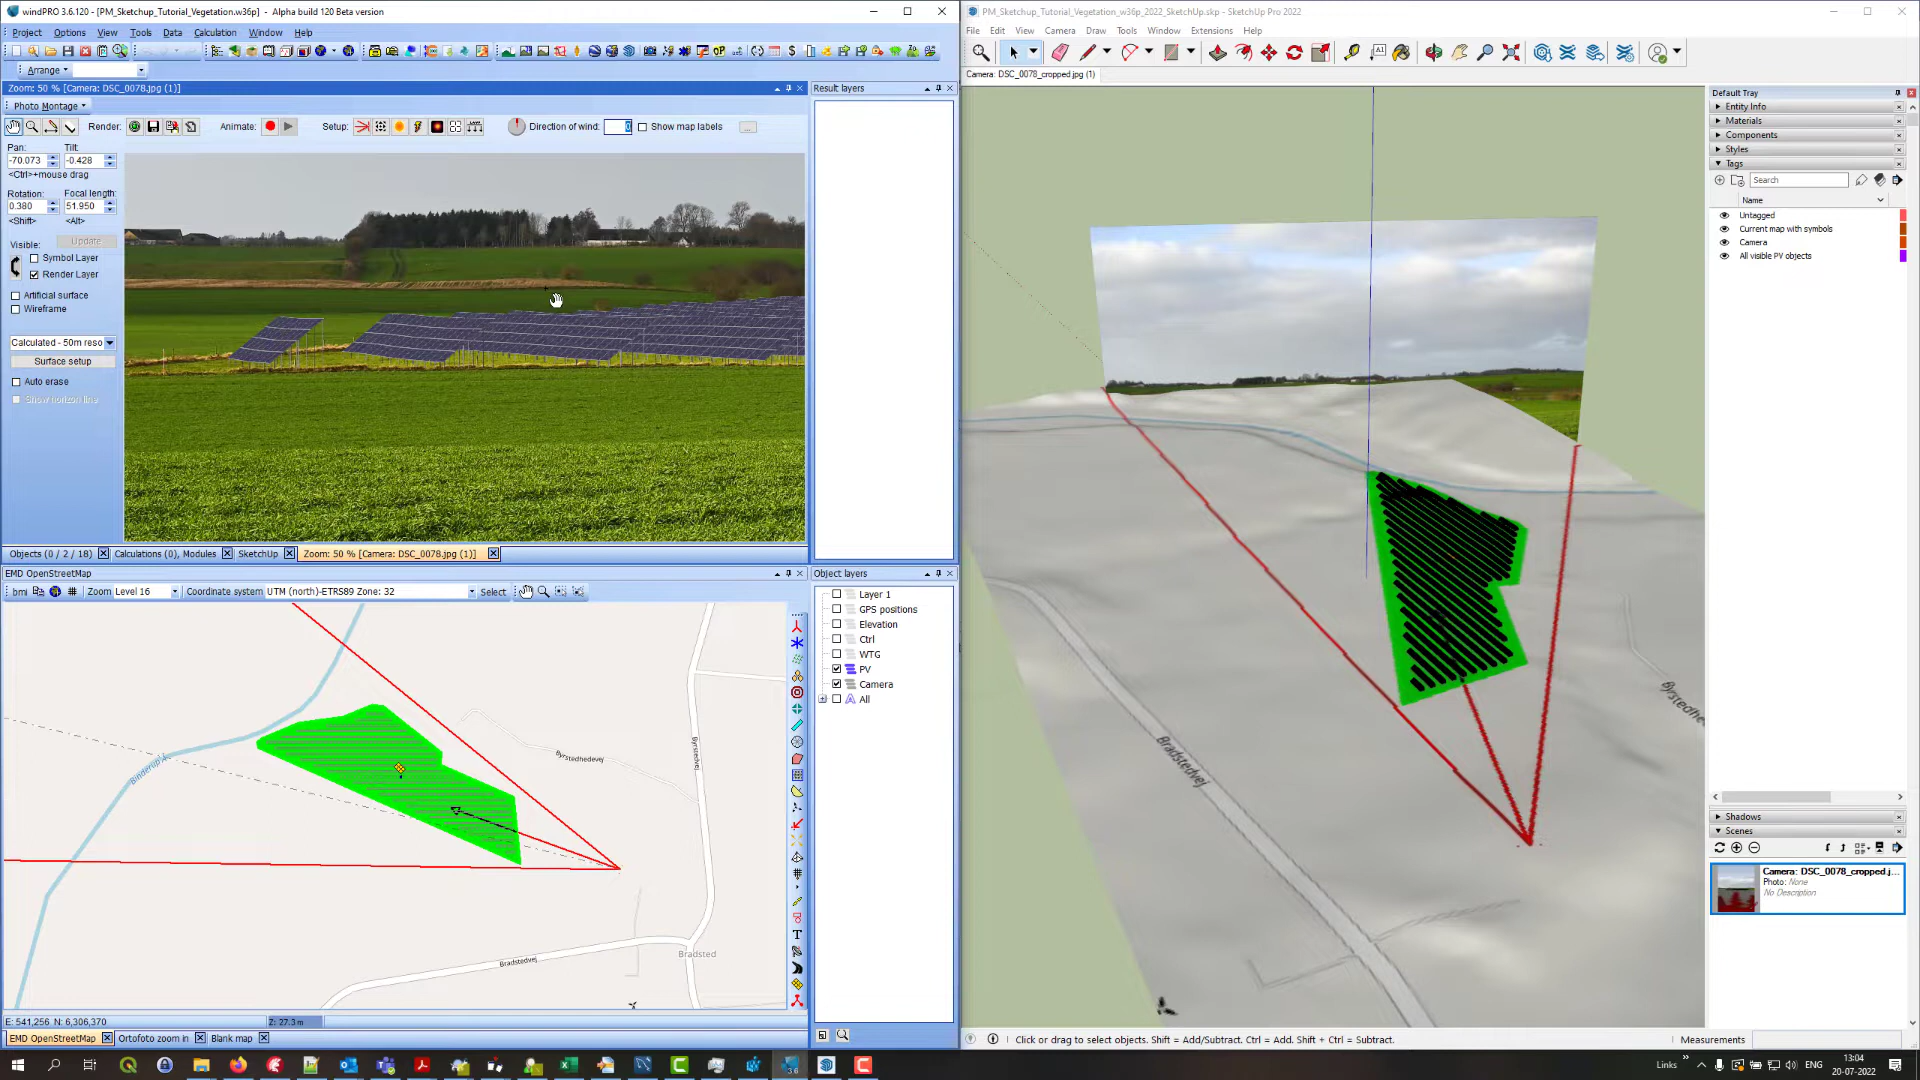 windPRO 3.6.120 - [PM_Sketchup_Tutorial_Vegetation.w36p] - Alpha build 120 Beta version
File Options View Tools Data Calculation Window Help
Arrange
Zoom: 50 % [Camera: DSC_0078.jpg (1)]
Photo Montage
Render: Animate: Setup: Direction of wind: 0 Show map labels ...
Pan: Tilt:
-70.073 -0.428
<Ctrl>+mouse drag
Rotation: Focal length:
0.380 51.950
<Shift> <Alt>
Visible: Update
Symbol Layer
Render Layer
Artificial surface
Wireframe
Calculated - 50m reso
Surface setup
Auto erase
Show horizon line
Result layers
Objects (0 / 2 / 18) Calculations (0), Modules SketchUp Zoom: 50 % [Camera: DSC_0078.jpg (1)]
EMD OpenStreetMap
bmi Zoom Level 16 Coordinate system UTM (north)-ETRS89 Zone: 32 Select
Binderup Å
Byrstedhedevej
Byrstedvej
Bradstedvej
Bradsted
E: 541,256 N: 6,306,370 Z: 27.3 m
EMD OpenStreetMap Ortofoto zoom in Blank map
Object layers
Layer 1
GPS positions
Elevation
Ctrl
WTG
PV
Camera
All
PM_Sketchup_Tutorial_Vegetation_w36p_2022_SketchUp.skp - SketchUp Pro 2022
File Edit View Camera Draw Tools Window Extensions Help
Camera: DSC_0078_cropped.jpg (1)
Bradstedvej
Byrstedhedev
Default Tray
Entity Info
Materials
Components
Styles
Tags
Search
Name
Untagged
Current map with symbols
Camera
All visible PV objects
Shadows
Scenes
Camera: DSC_0078_cropped.j...
Photo: None
No Description
Click or drag to select objects. Shift = Add/Subtract. Ctrl = Add. Shift + Ctrl = Subtract. Measurements
Links ENG 13:04
20-07-2022